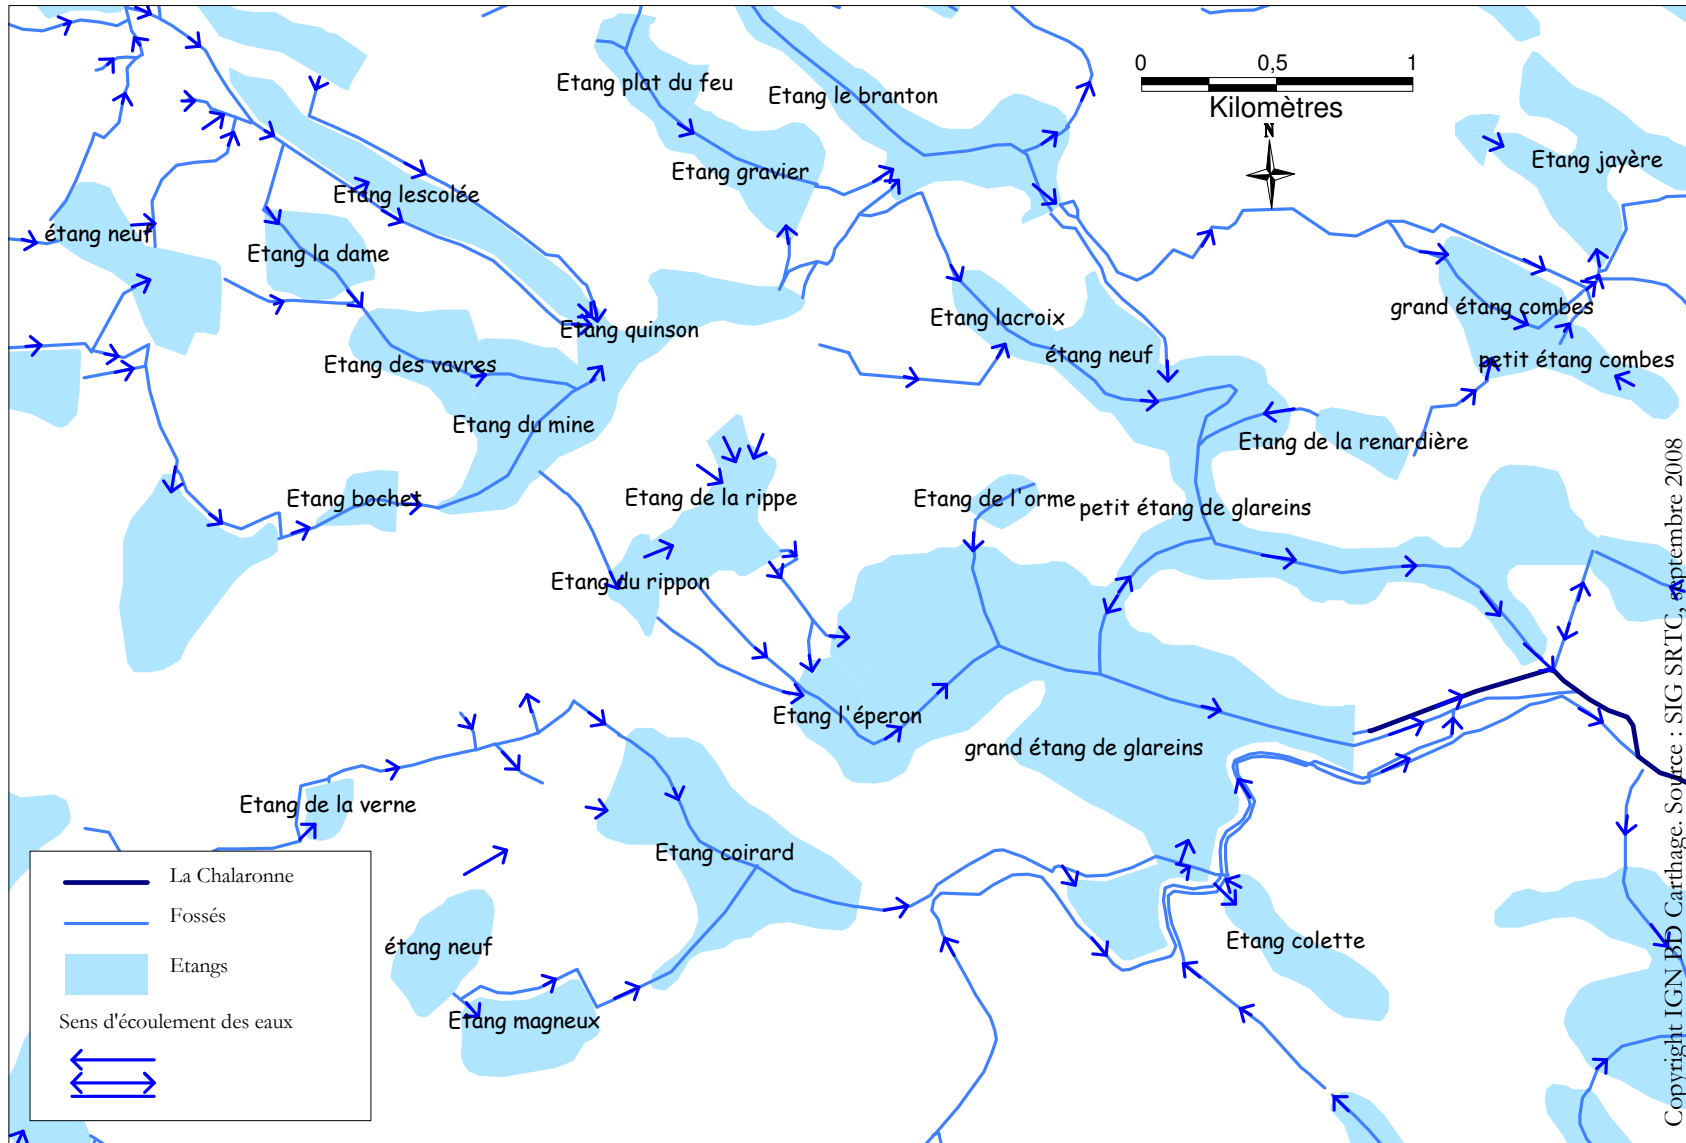 0 0,5 1
Kilomètres
N
Etang plat du feu
Etang le branton
Etang jayère
Etang gravier
Etang lescolée
étang neuf
Etang la dame
grand étang combes
Etang lacroix
Etang quinson
étang neuf
petit étang combes
Etang des vavres
Etang du mine
Etang de la renardière
Etang bochet
Etang de la rippe
Etang de l'orme
petit étang de glareins
Etang du rippon
Etang l'éperon
grand étang de glareins
Etang de la verne
Etang coirard
étang neuf
Etang colette
Etang magneux
La Chalaronne
Fossés
Etangs
Sens d'écoulement des eaux
Copyright IGN BD Carthage. Source : SIG SRTC, septembre 2008